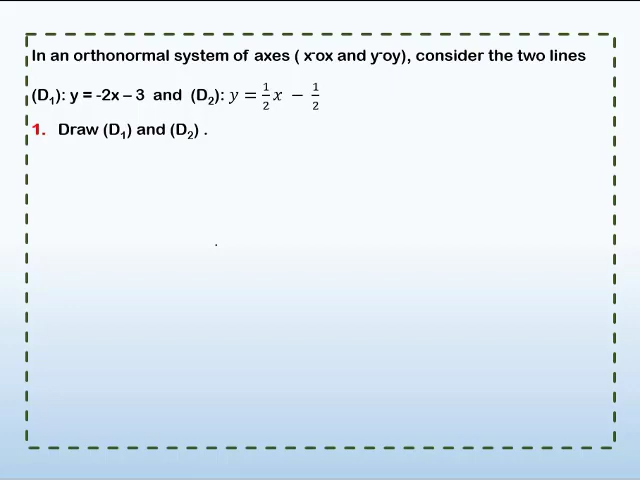 In an orthonormal system of axes ( x'ox and y'oy), consider the two lines
(D₁): y = -2x – 3 and (D₂): y = 1/2 x − 1/2
1. Draw (D₁) and (D₂) .